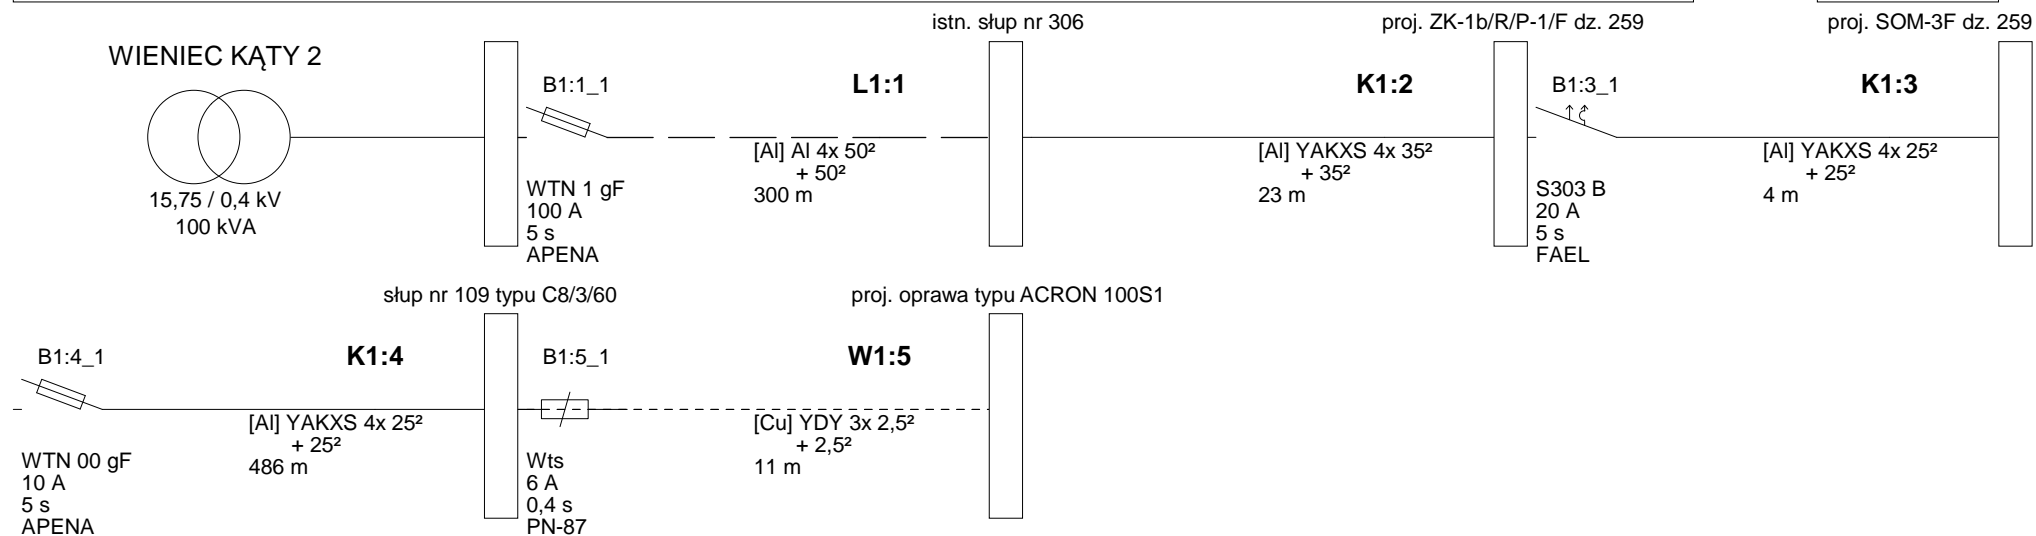 istn. słup nr 306
proj. ZK-1b/R/P-1/F dz. 259
proj. SOM-3F dz. 259
WIENIEC KĄTY 2
B1:1_1
L1:1
K1:2
B1:3_1
K1:3
[Al] Al 4x 50²
+ 50²
300 m
[Al] YAKXS 4x 35²
+ 35²
23 m
[Al] YAKXS 4x 25²
+ 25²
4 m
15,75 / 0,4 kV
100 kVA
WTN 1 gF
100 A
5 s
APENA
S303 B
20 A
5 s
FAEL
słup nr 109 typu C8/3/60
proj. oprawa typu ACRON 100S1
B1:4_1
K1:4
B1:5_1
W1:5
[Al] YAKXS 4x 25²
+ 25²
486 m
[Cu] YDY 3x 2,5²
+ 2,5²
11 m
WTN 00 gF
10 A
5 s
APENA
Wts
6 A
0,4 s
PN-87